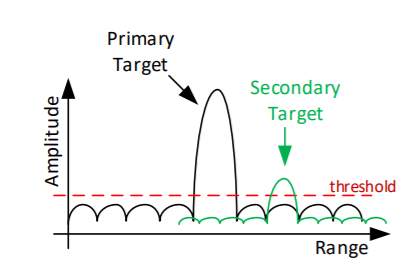 Primary
Target
Secondary
Target
Amplitude
threshold
Range